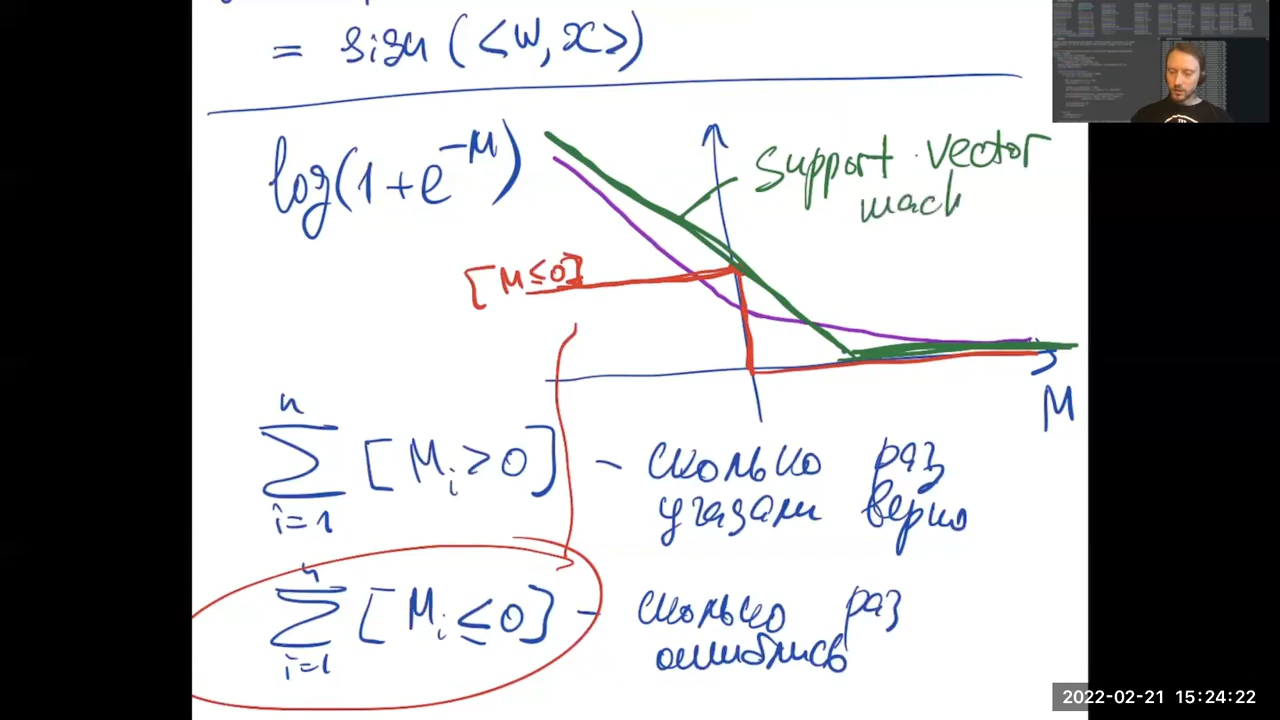 = sign (<w, x>)
log(1+e^{-M})
Support vector
mach
[M≤0]
M
n
∑ [M_i > 0] – сколько раз
i=1 угадали верно
n
∑ [M_i ≤ 0] – сколько раз
i=1 ошиблись
2022-02-21 15:24:22